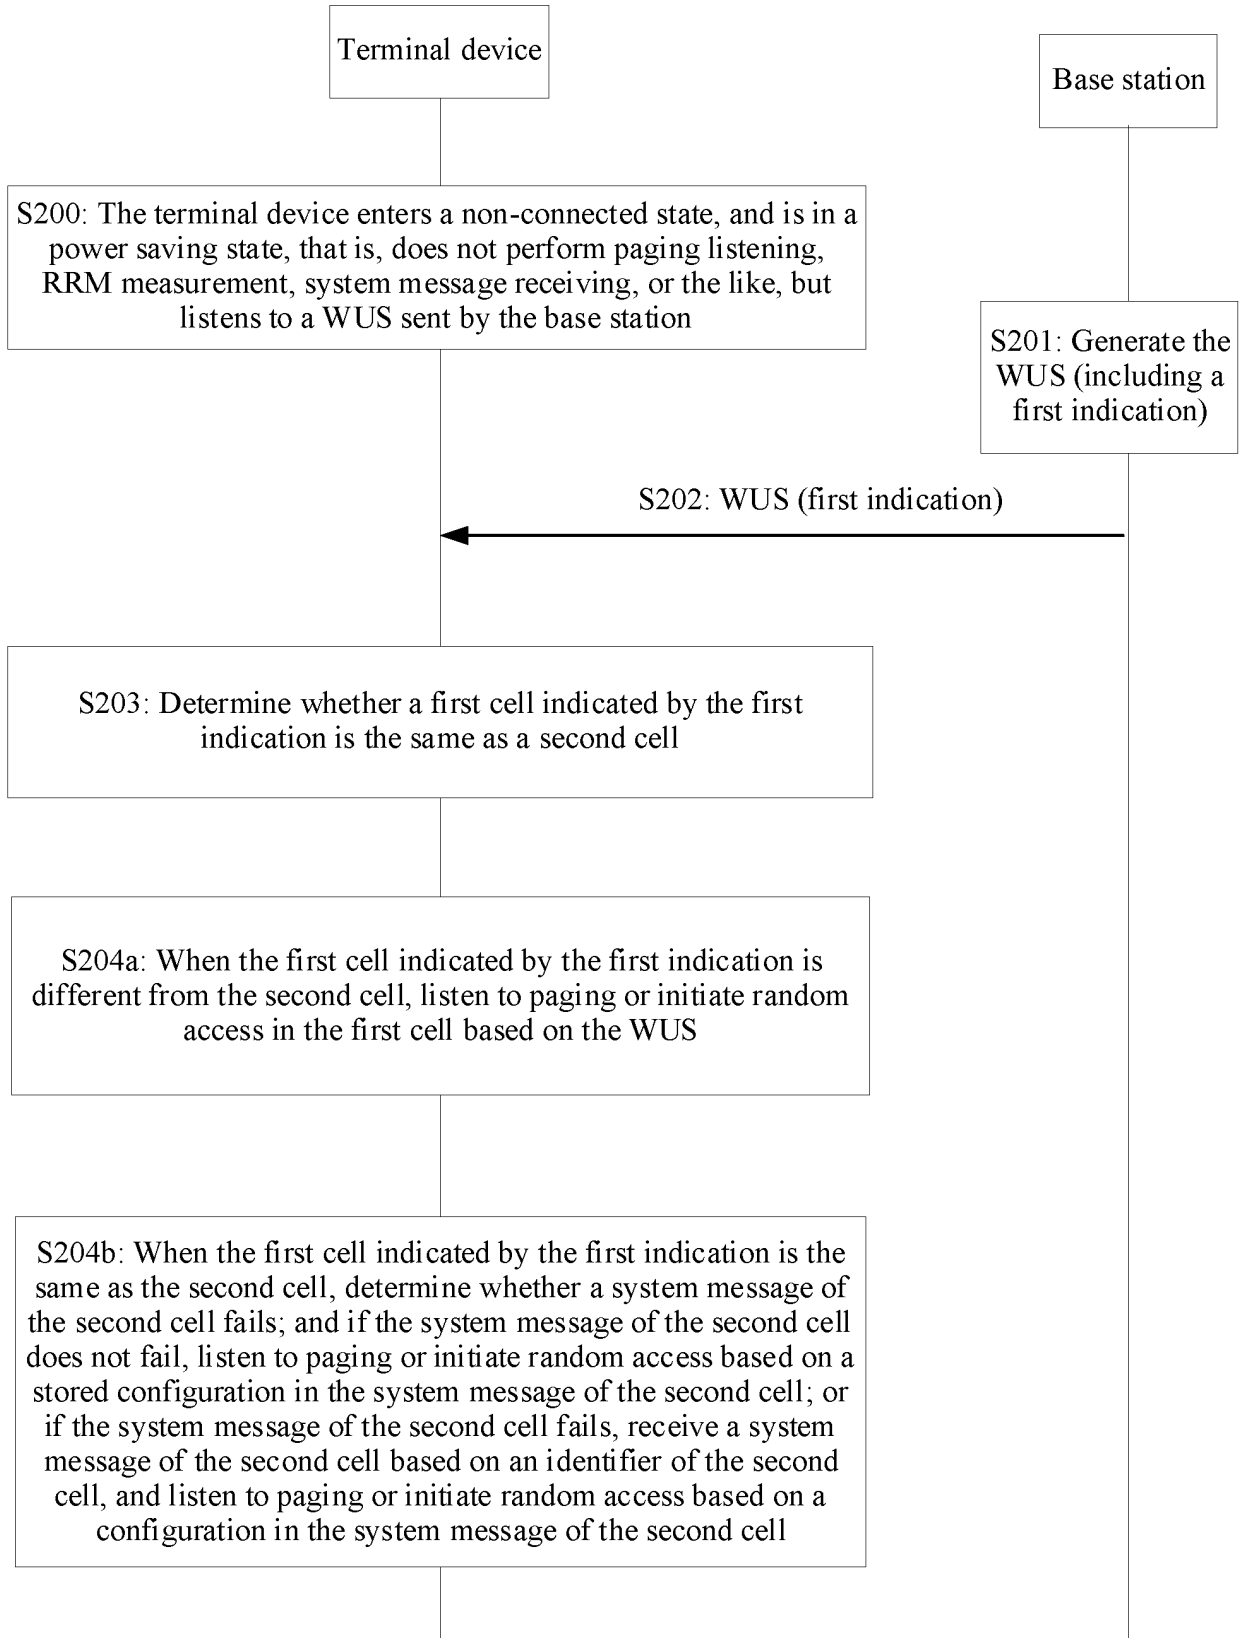 Terminal device
Base station
S200: The terminal device enters a non-connected state, and is in a
power saving state, that is, does not perform paging listening,
RRM measurement, system message receiving, or the like, but
listens to a WUS sent by the base station
S201: Generate the
WUS (including a
first indication)
S202: WUS (first indication)
S203: Determine whether a first cell indicated by the first
indication is the same as a second cell
S204a: When the first cell indicated by the first indication is
different from the second cell, listen to paging or initiate random
access in the first cell based on the WUS
S204b: When the first cell indicated by the first indication is the
same as the second cell, determine whether a system message of
the second cell fails; and if the system message of the second cell
does not fail, listen to paging or initiate random access based on a
stored configuration in the system message of the second cell; or
if the system message of the second cell fails, receive a system
message of the second cell based on an identifier of the second
cell, and listen to paging or initiate random access based on a
configuration in the system message of the second cell